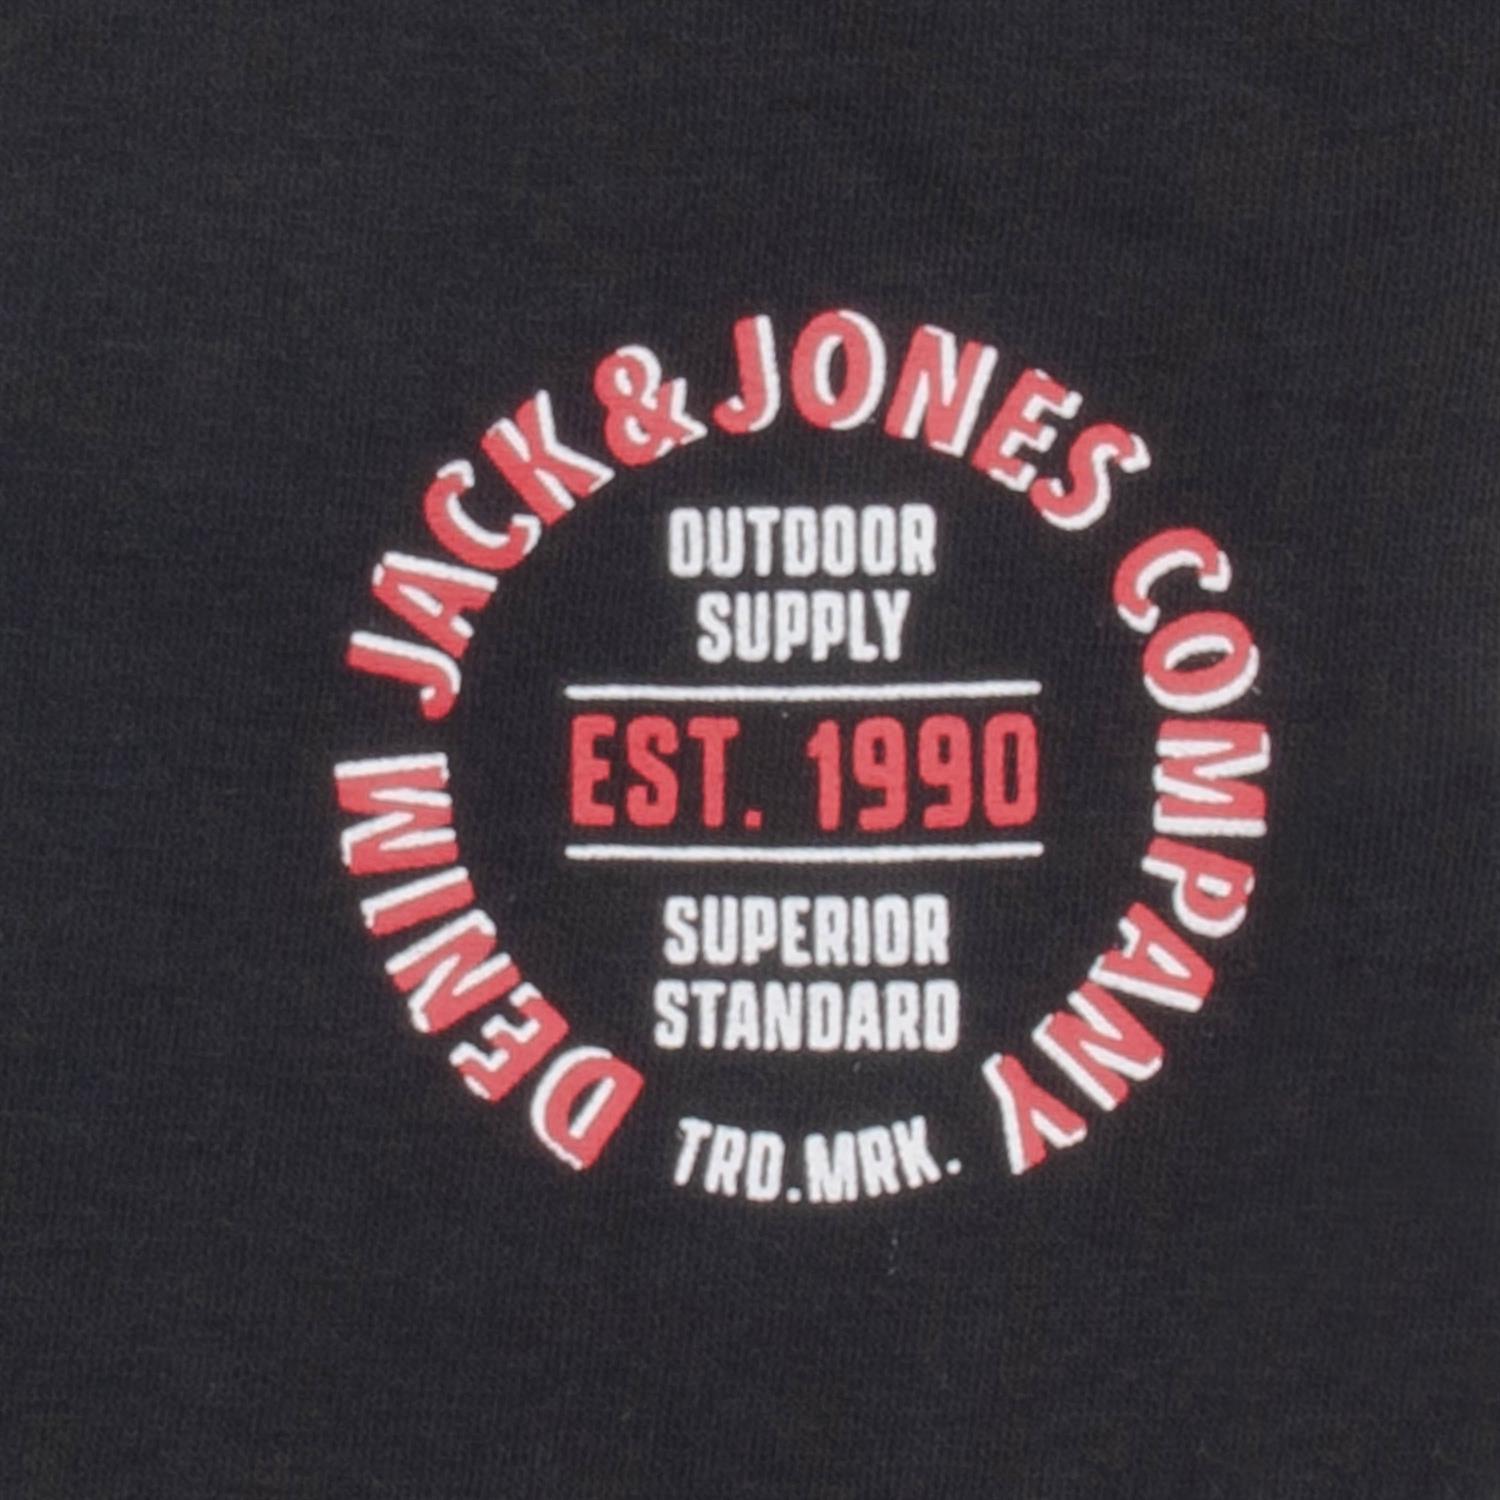 DENIM JACK&JONES COMPANY
OUTDOOR
SUPPLY
EST. 1990
SUPERIOR
STANDARD
TRD.MRK.